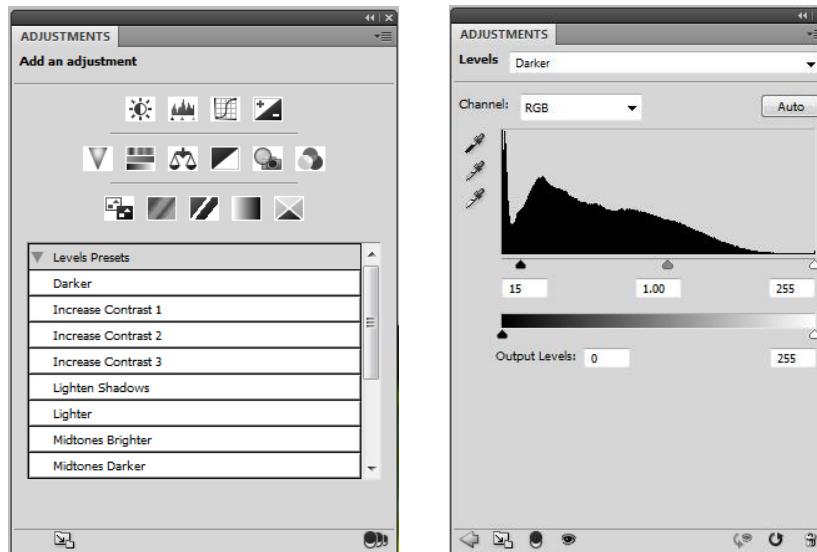 ADJUSTMENTS
Add an adjustment
Levels Presets
Darker
Increase Contrast 1
Increase Contrast 2
Increase Contrast 3
Lighten Shadows
Lighter
Midtones Brighter
Midtones Darker
ADJUSTMENTS
Levels Darker
Channel: RGB Auto
15 1.00 255
Output Levels: 0 255